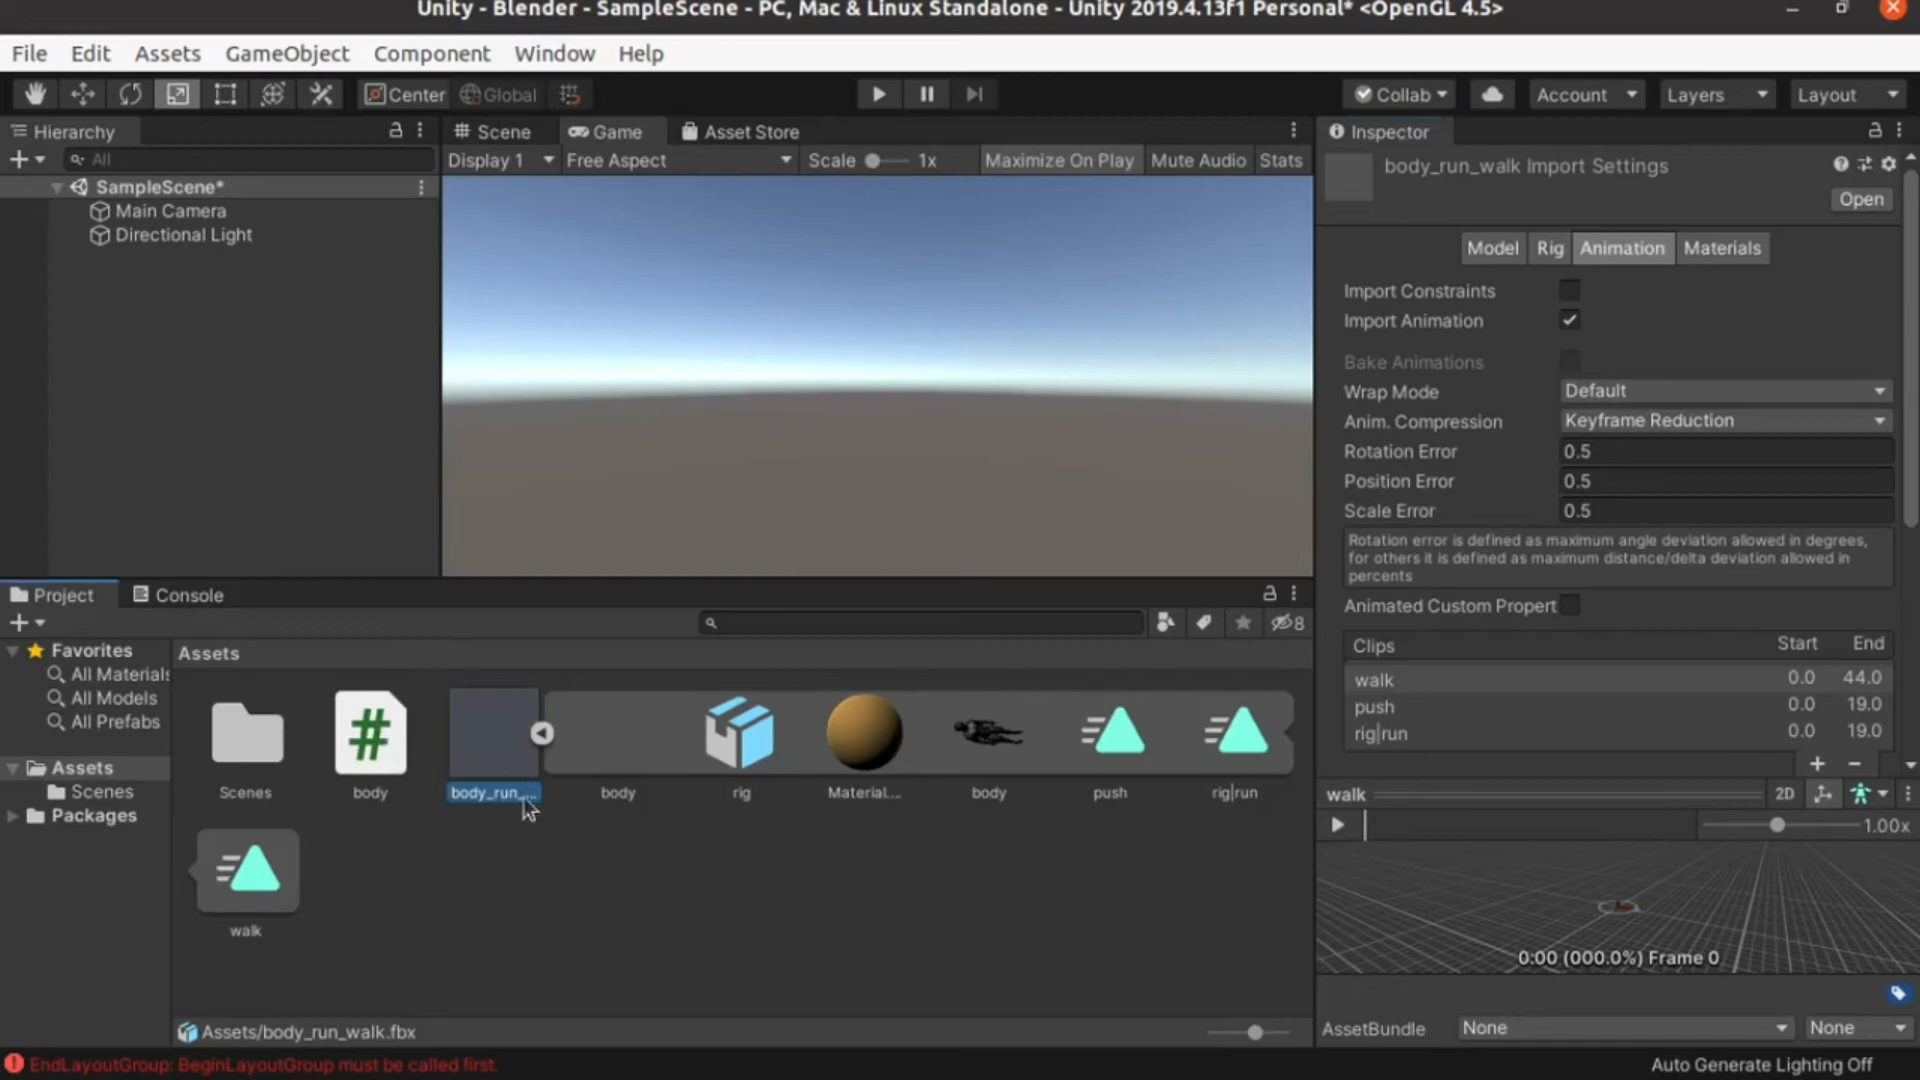 Unity - Blender - SampleScene - PC, Mac & Linux Standalone - Unity 2019.4.13f1 Personal* <OpenGL 4.5>
File Edit Assets GameObject Component Window Help
Center Global Collab Account Layers Layout
Hierarchy
All
SampleScene*
Main Camera
Directional Light
Scene Game Asset Store
Display 1 Free Aspect Scale 1x Maximize On Play Mute Audio Stats
Inspector
body_run_walk Import Settings
Open
Model Rig Animation Materials
Import Constraints
Import Animation
Bake Animations
Wrap Mode Default
Anim. Compression Keyframe Reduction
Rotation Error 0.5
Position Error 0.5
Scale Error 0.5
Rotation error is defined as maximum angle deviation allowed in degrees,
for others it is defined as maximum distance/delta deviation allowed in
percents
Animated Custom Propert
Clips Start End
walk 0.0 44.0
push 0.0 19.0
rig|run 0.0 19.0
+ −
walk 2D
1.00x
0:00 (000.0%) Frame 0
AssetBundle None None
Project Console
8
Favorites
All Materials
All Models
All Prefabs
Assets
Scenes
Packages
Assets
#
Scenes body body_run_... body rig Material.... body push rig|run
walk
Assets/body_run_walk.fbx
EndLayoutGroup: BeginLayoutGroup must be called first.
Auto Generate Lighting Off